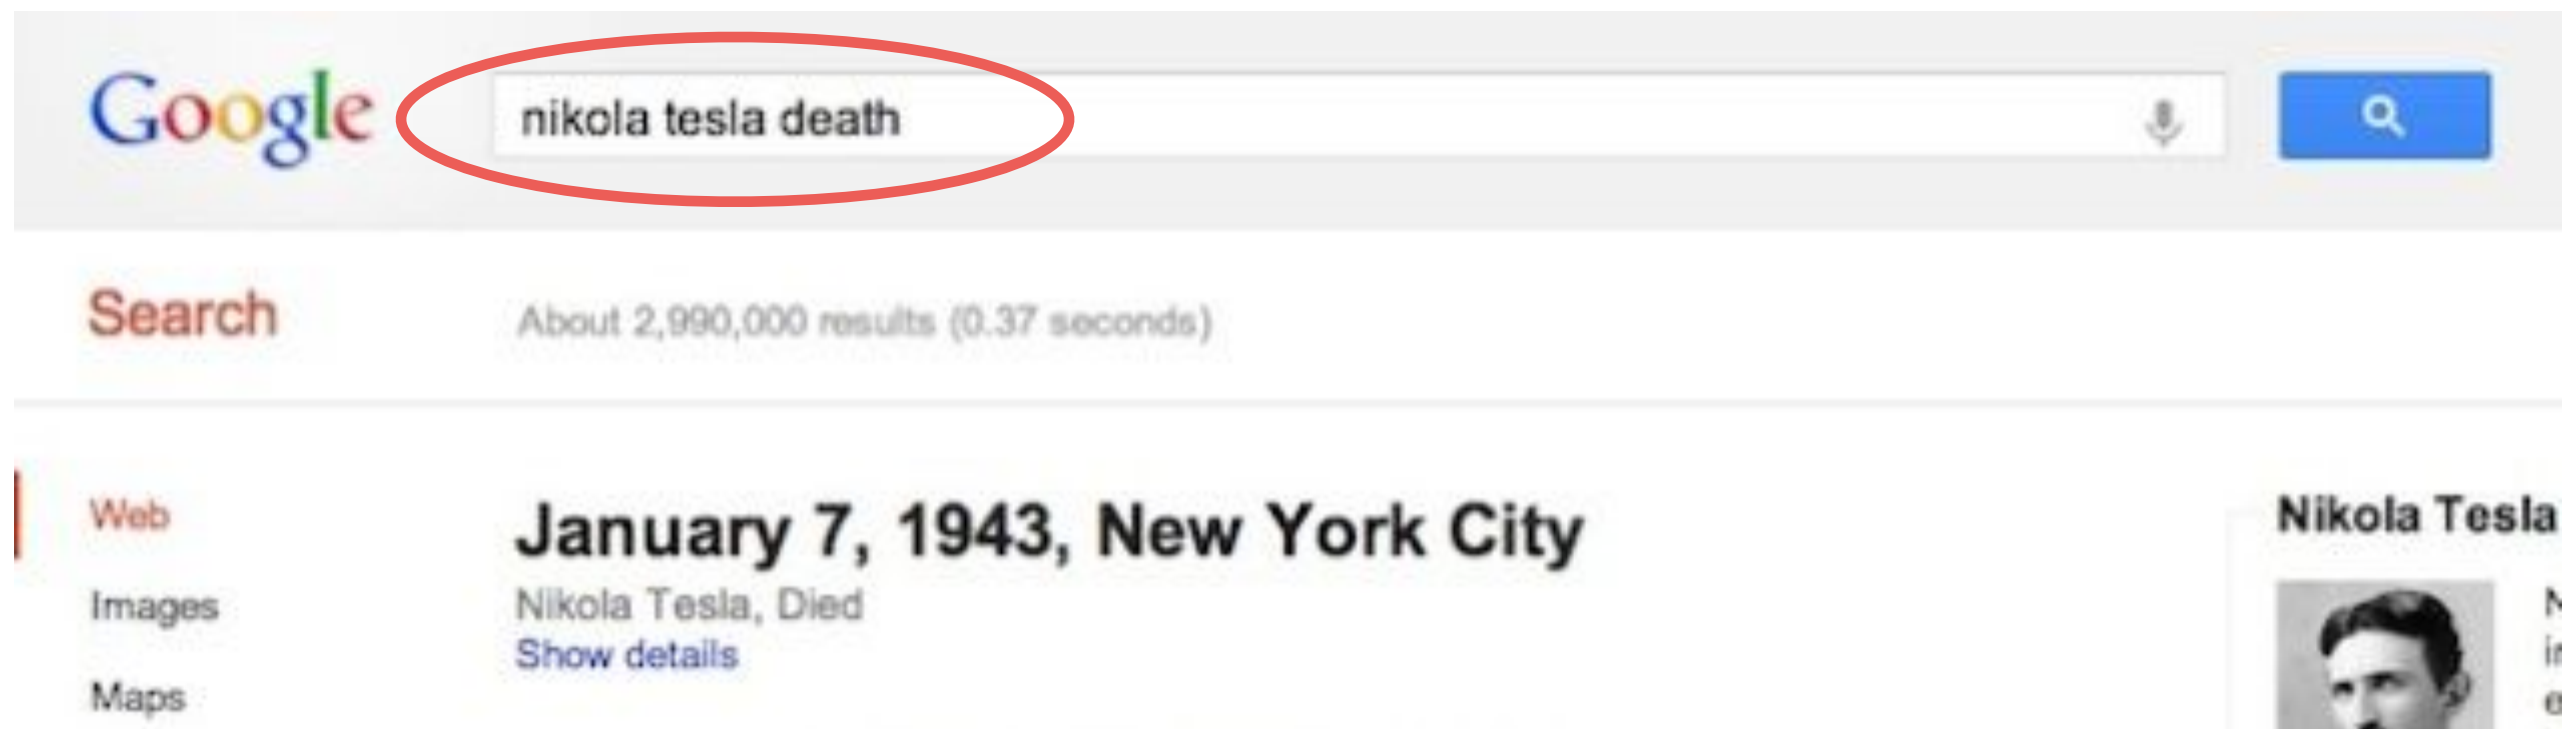 Google
nikola tesla death
Search
About 2,990,000 results (0.37 seconds)
Web
Images
Maps
January 7, 1943, New York City
Nikola Tesla, Died
Show details
Nikola Tesla